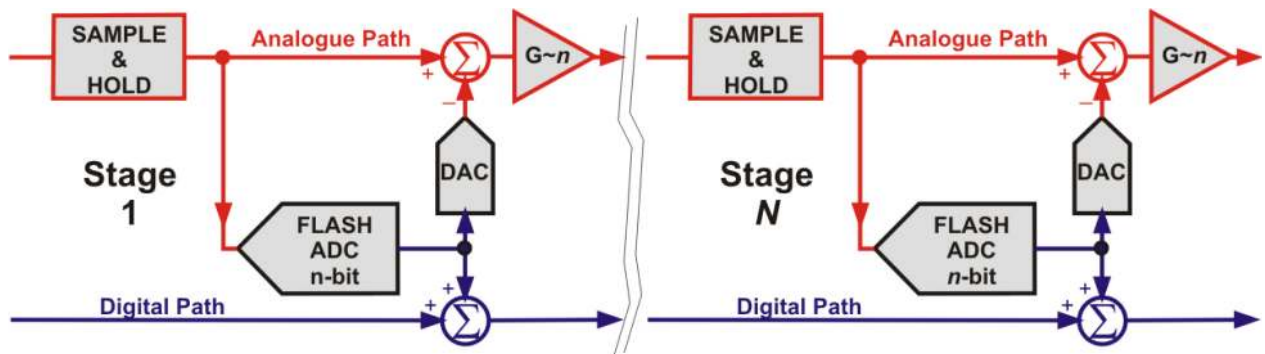 SAMPLE
&
HOLD
Analogue Path
+
Σ
G~n
−
Stage
1
DAC
FLASH
ADC
n-bit
Digital Path
+
+
Σ
SAMPLE
&
HOLD
Analogue Path
+
Σ
G~n
−
Stage
N
DAC
FLASH
ADC
n-bit
Digital Path
+
+
Σ